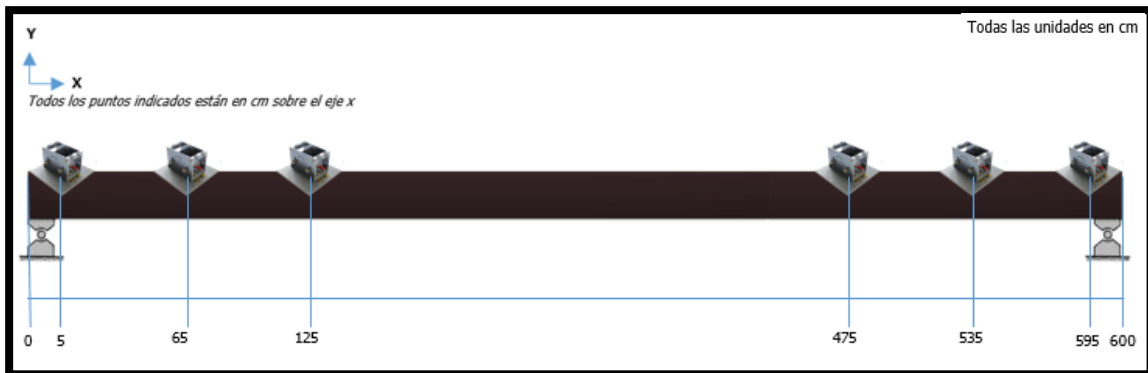 Todas las unidades en cm
Y
X
Todos los puntos indicados están en cm sobre el eje x
0 5 65 125 475 535 595 600